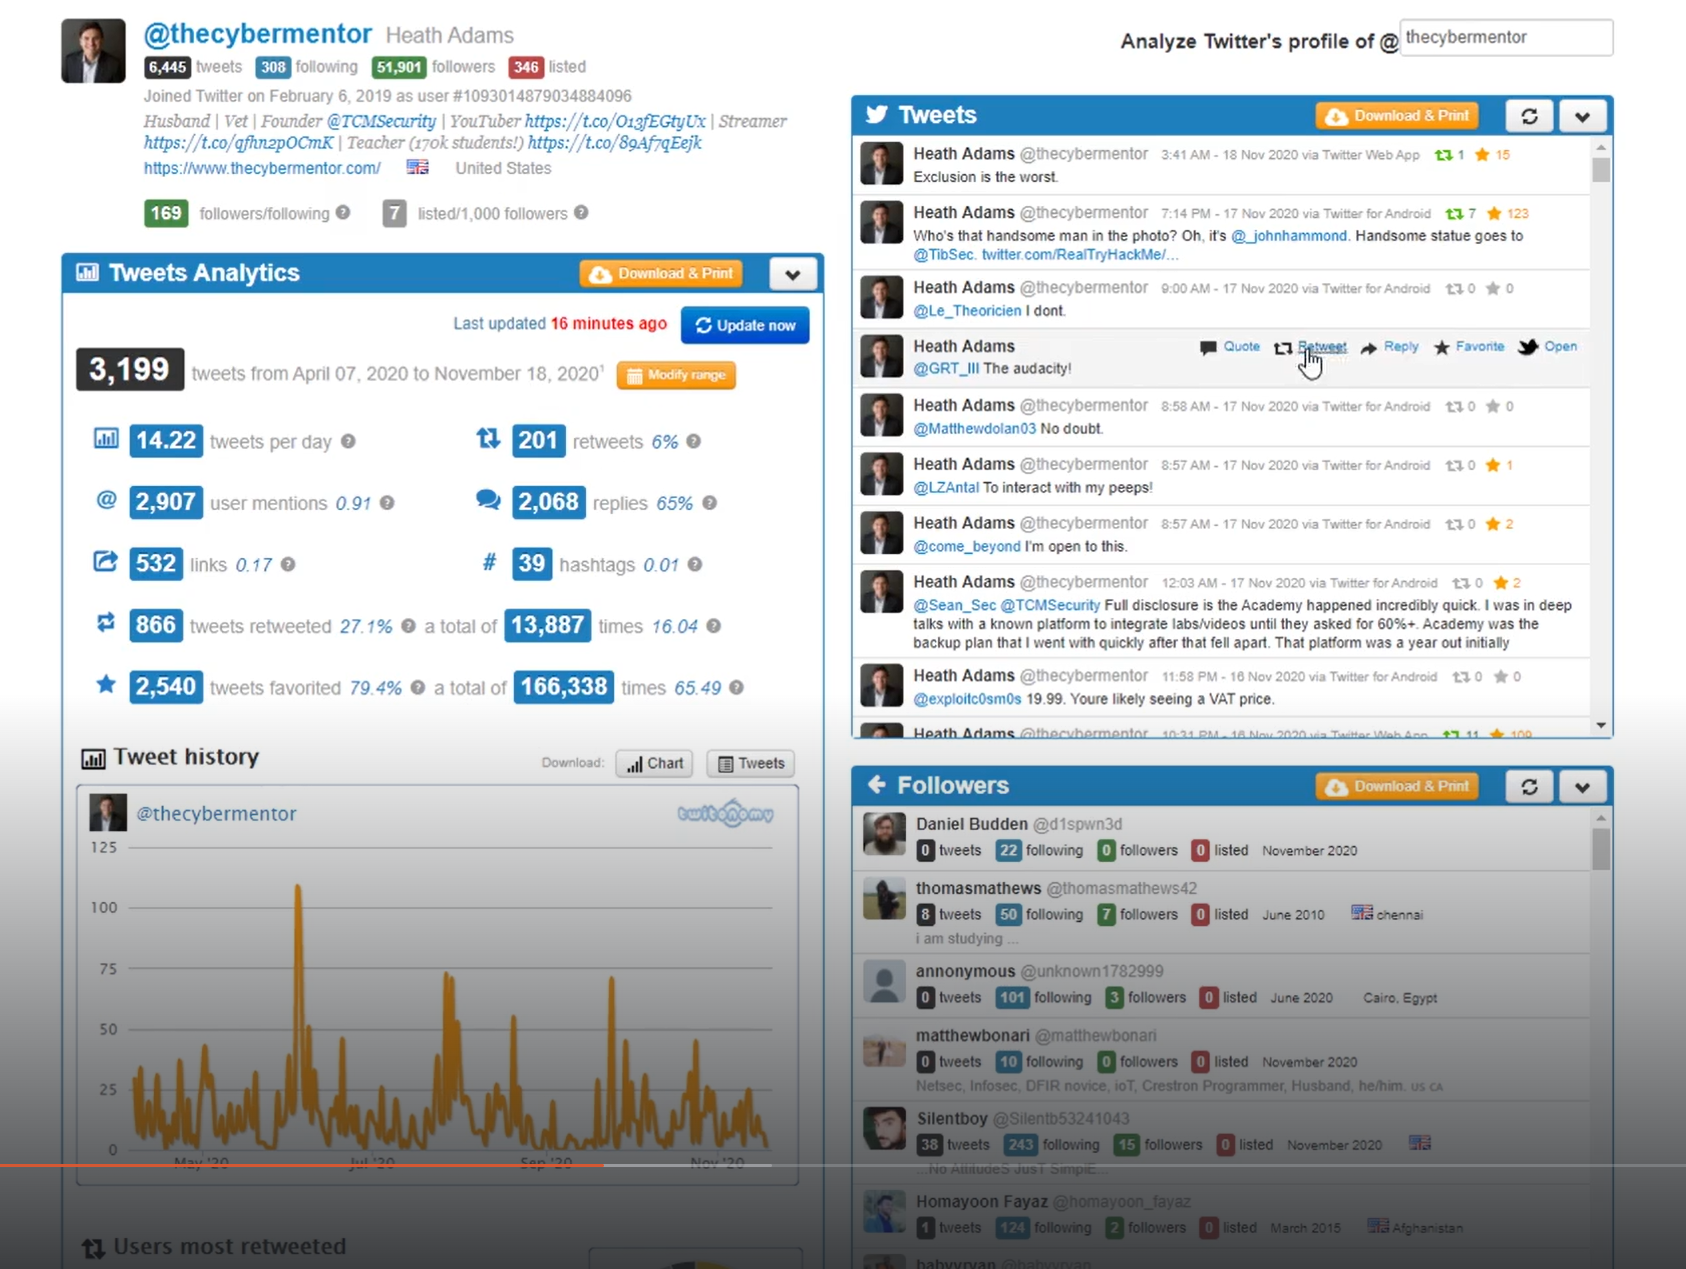 @thecybermentor Heath Adams
6,445 tweets 308 following 51,901 followers 346 listed
Joined Twitter on February 6, 2019 as user #1093014879034884096
Husband | Vet | Founder @TCMSecurity | YouTuber https://t.co/O13fEGtyUx | Streamer
https://t.co/qfhn2pOCmK | Teacher (170k students!) https://t.co/89Af7qEejk
https://www.thecybermentor.com/ United States
169 followers/following 7 listed/1,000 followers
Analyze Twitter's profile of @ thecybermentor
Tweets Analytics Download & Print
Last updated 16 minutes ago Update now
3,199 tweets from April 07, 2020 to November 18, 2020¹ Modify range
14.22 tweets per day 201 retweets 6%
@ 2,907 user mentions 0.91 2,068 replies 65%
532 links 0.17 # 39 hashtags 0.01
866 tweets retweeted 27.1% a total of 13,887 times 16.04
2,540 tweets favorited 79.4% a total of 166,338 times 65.49
Tweet history Download: Chart Tweets
@thecybermentor twitonomy
125
100
75
50
25
0
May '20 Jul '20 Sep '20 Nov '20
Users most retweeted
Tweets Download & Print
Heath Adams @thecybermentor 3:41 AM - 18 Nov 2020 via Twitter Web App 1 15
Exclusion is the worst.
Heath Adams @thecybermentor 7:14 PM - 17 Nov 2020 via Twitter for Android 7 123
Who's that handsome man in the photo? Oh, it's @_johnhammond. Handsome statue goes to
@TibSec. twitter.com/RealTryHackMe/...
Heath Adams @thecybermentor 9:00 AM - 17 Nov 2020 via Twitter for Android 0 0
@Le_Theoricien I dont.
Heath Adams Quote Retweet Reply Favorite Open
@GRT_III The audacity!
Heath Adams @thecybermentor 8:58 AM - 17 Nov 2020 via Twitter for Android 0 0
@Matthewdolan03 No doubt.
Heath Adams @thecybermentor 8:57 AM - 17 Nov 2020 via Twitter for Android 0 1
@LZAntal To interact with my peeps!
Heath Adams @thecybermentor 8:57 AM - 17 Nov 2020 via Twitter for Android 0 2
@come_beyond I'm open to this.
Heath Adams @thecybermentor 12:03 AM - 17 Nov 2020 via Twitter for Android 0 2
@Sean_Sec @TCMSecurity Full disclosure is the Academy happened incredibly quick. I was in deep
talks with a known platform to integrate labs/videos until they asked for 60%+. Academy was the
backup plan that I went with quickly after that fell apart. That platform was a year out initially
Heath Adams @thecybermentor 11:58 PM - 16 Nov 2020 via Twitter for Android 0 0
@exploitc0sm0s 19.99. Youre likely seeing a VAT price.
Heath Adams @thecybermentor 10:31 PM - 16 Nov 2020 via Twitter Web App 11 109
Followers Download & Print
Daniel Budden @d1spwn3d
0 tweets 22 following 0 followers 0 listed November 2020
thomasmathews @thomasmathews42
8 tweets 50 following 7 followers 0 listed June 2010 chennai
i am studying ...
annonymous @unknown1782999
0 tweets 101 following 3 followers 0 listed June 2020 Cairo, Egypt
matthewbonari @matthewbonari
0 tweets 10 following 0 followers 0 listed November 2020
Netsec, Infosec, DFIR novice, ioT, Crestron Programmer, Husband, he/him. US CA
Silentboy @Silentb53241043
38 tweets 243 following 15 followers 0 listed November 2020
...No AttitudeS JusT SimplE...
Homayoon Fayaz @homayoon_fayaz
1 tweets 124 following 2 followers 0 listed March 2015 Afghanistan
babyyryan @babyyryan